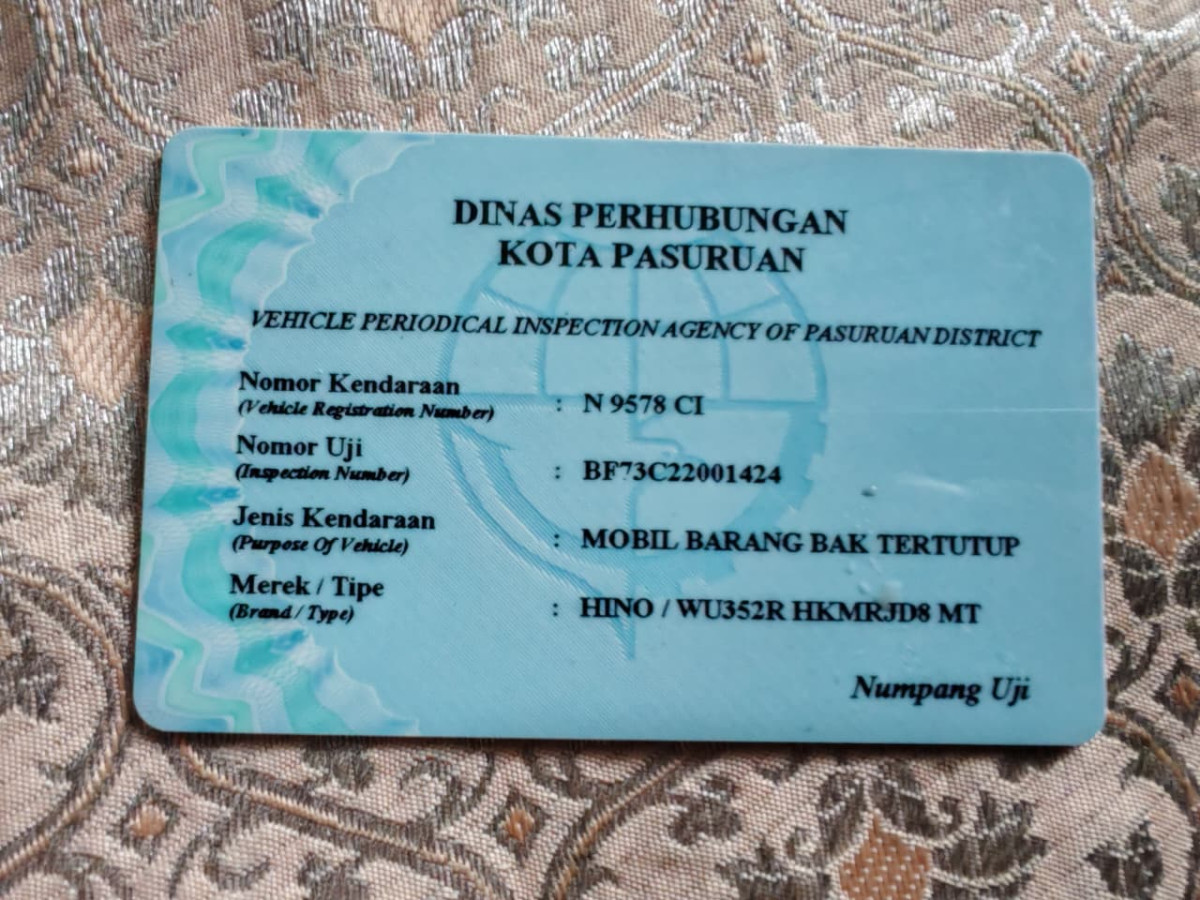 DINAS PERHUBUNGAN
KOTA PASURUAN
VEHICLE PERIODICAL INSPECTION AGENCY OF PASURUAN DISTRICT
Nomor Kendaraan
(Vehicle Registration Number) : N 9578 CI
Nomor Uji
(Inspection Number) : BF73C22001424
Jenis Kendaraan
(Purpose Of Vehicle) : MOBIL BARANG BAK TERTUTUP
Merek / Tipe
(Brand / Type) : HINO / WU352R HKMRJD8 MT
Numpang Uji